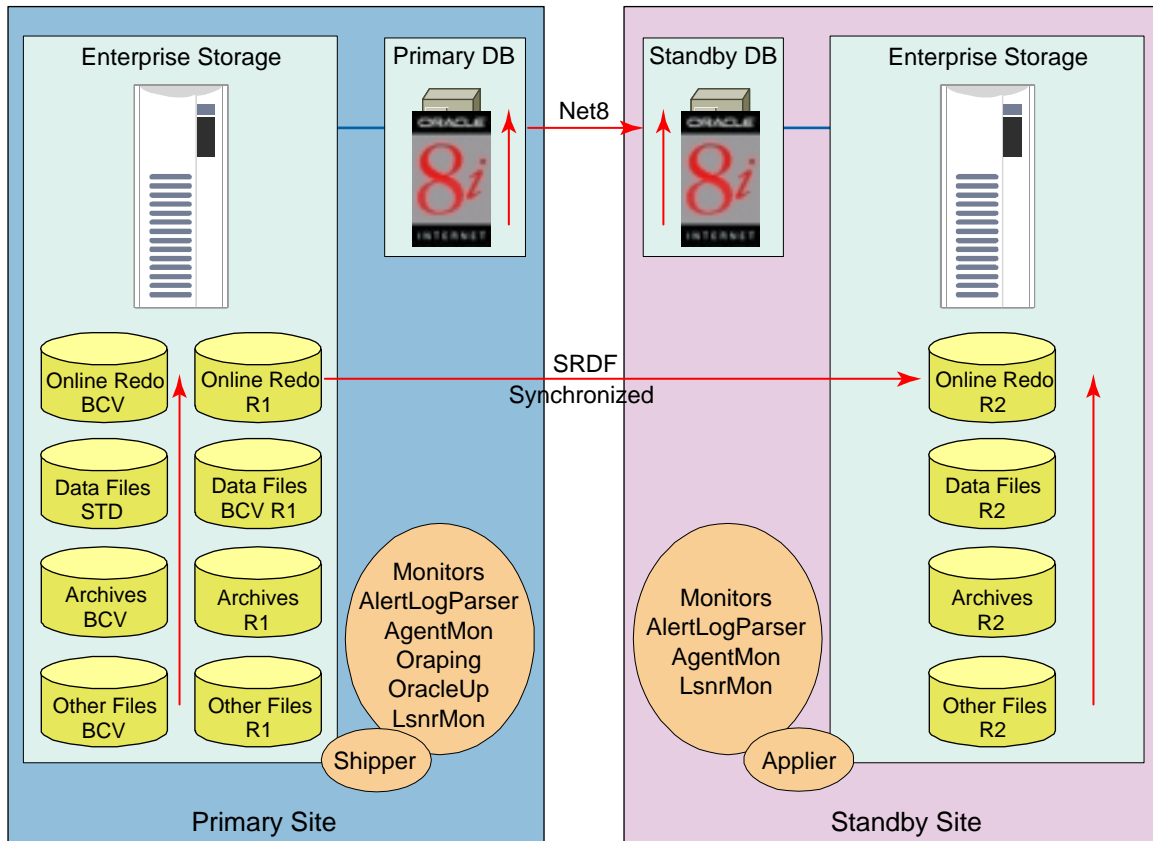 Enterprise Storage
Primary DB
ORACLE
8i
INTERNET
Net8
Standby DB
ORACLE
8i
INTERNET
Enterprise Storage
Online Redo
BCV
Online Redo
R1
SRDF
Synchronized
Online Redo
R2
Data Files
STD
Data Files
BCV R1
Data Files
R2
Archives
BCV
Archives
R1
Archives
R2
Other Files
BCV
Other Files
R1
Other Files
R2
Monitors
AlertLogParser
AgentMon
Oraping
OracleUp
LsnrMon
Shipper
Monitors
AlertLogParser
AgentMon
LsnrMon
Applier
Primary Site
Standby Site